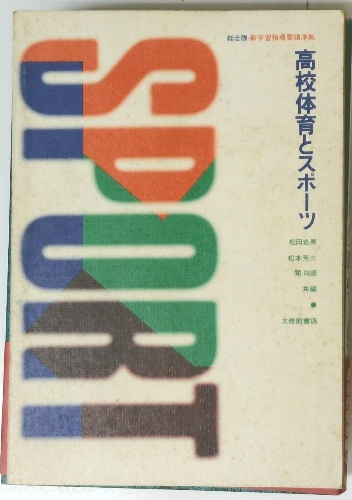 総合版・新学習指導要領準拠
高校体育とスポーツ
松田岩男
松本芳三
関四郎
共編
●
大修館書店
SPORT